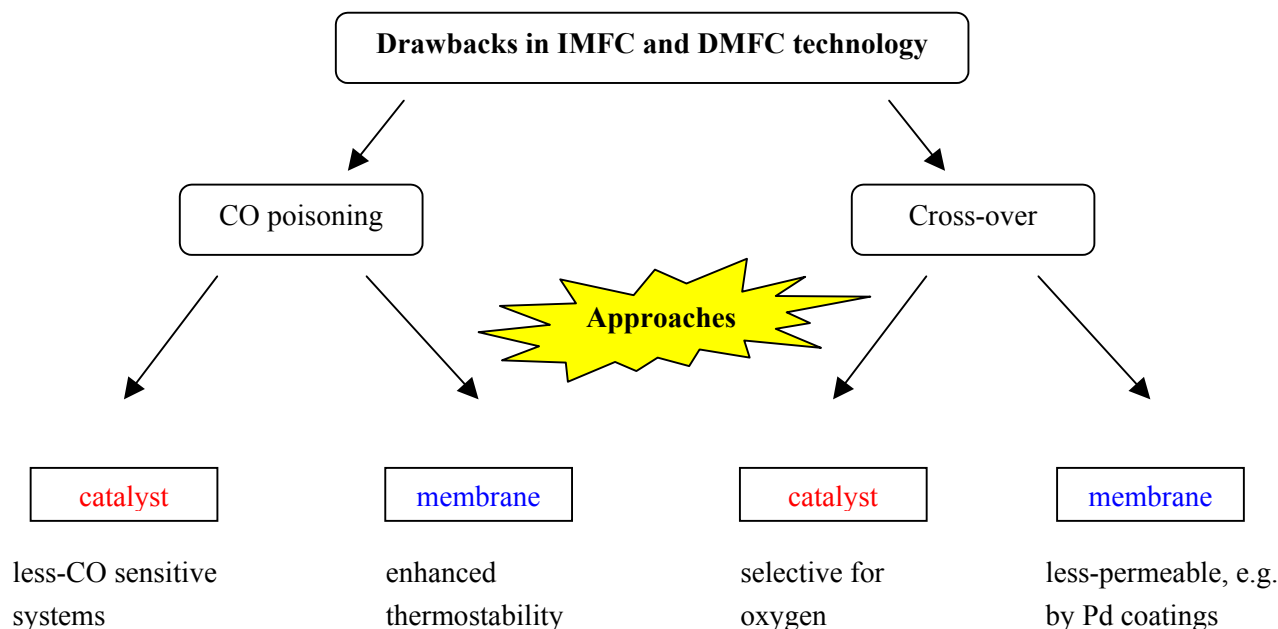 Drawbacks in IMFC and DMFC technology
CO poisoning
Cross-over
Approaches
catalyst
membrane
catalyst
membrane
less-CO sensitive
systems
enhanced
thermostability
selective for
oxygen
less-permeable, e.g.
by Pd coatings